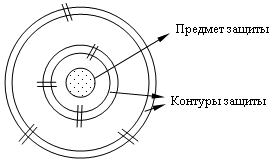 Предмет защиты
Контуры защиты